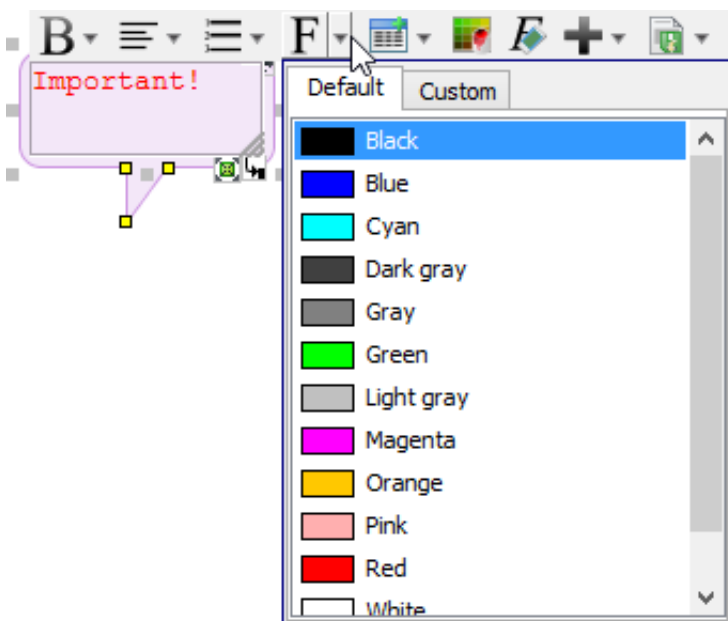 B F F
Important!
Default Custom
Black
Blue
Cyan
Dark gray
Gray
Green
Light gray
Magenta
Orange
Pink
Red
White